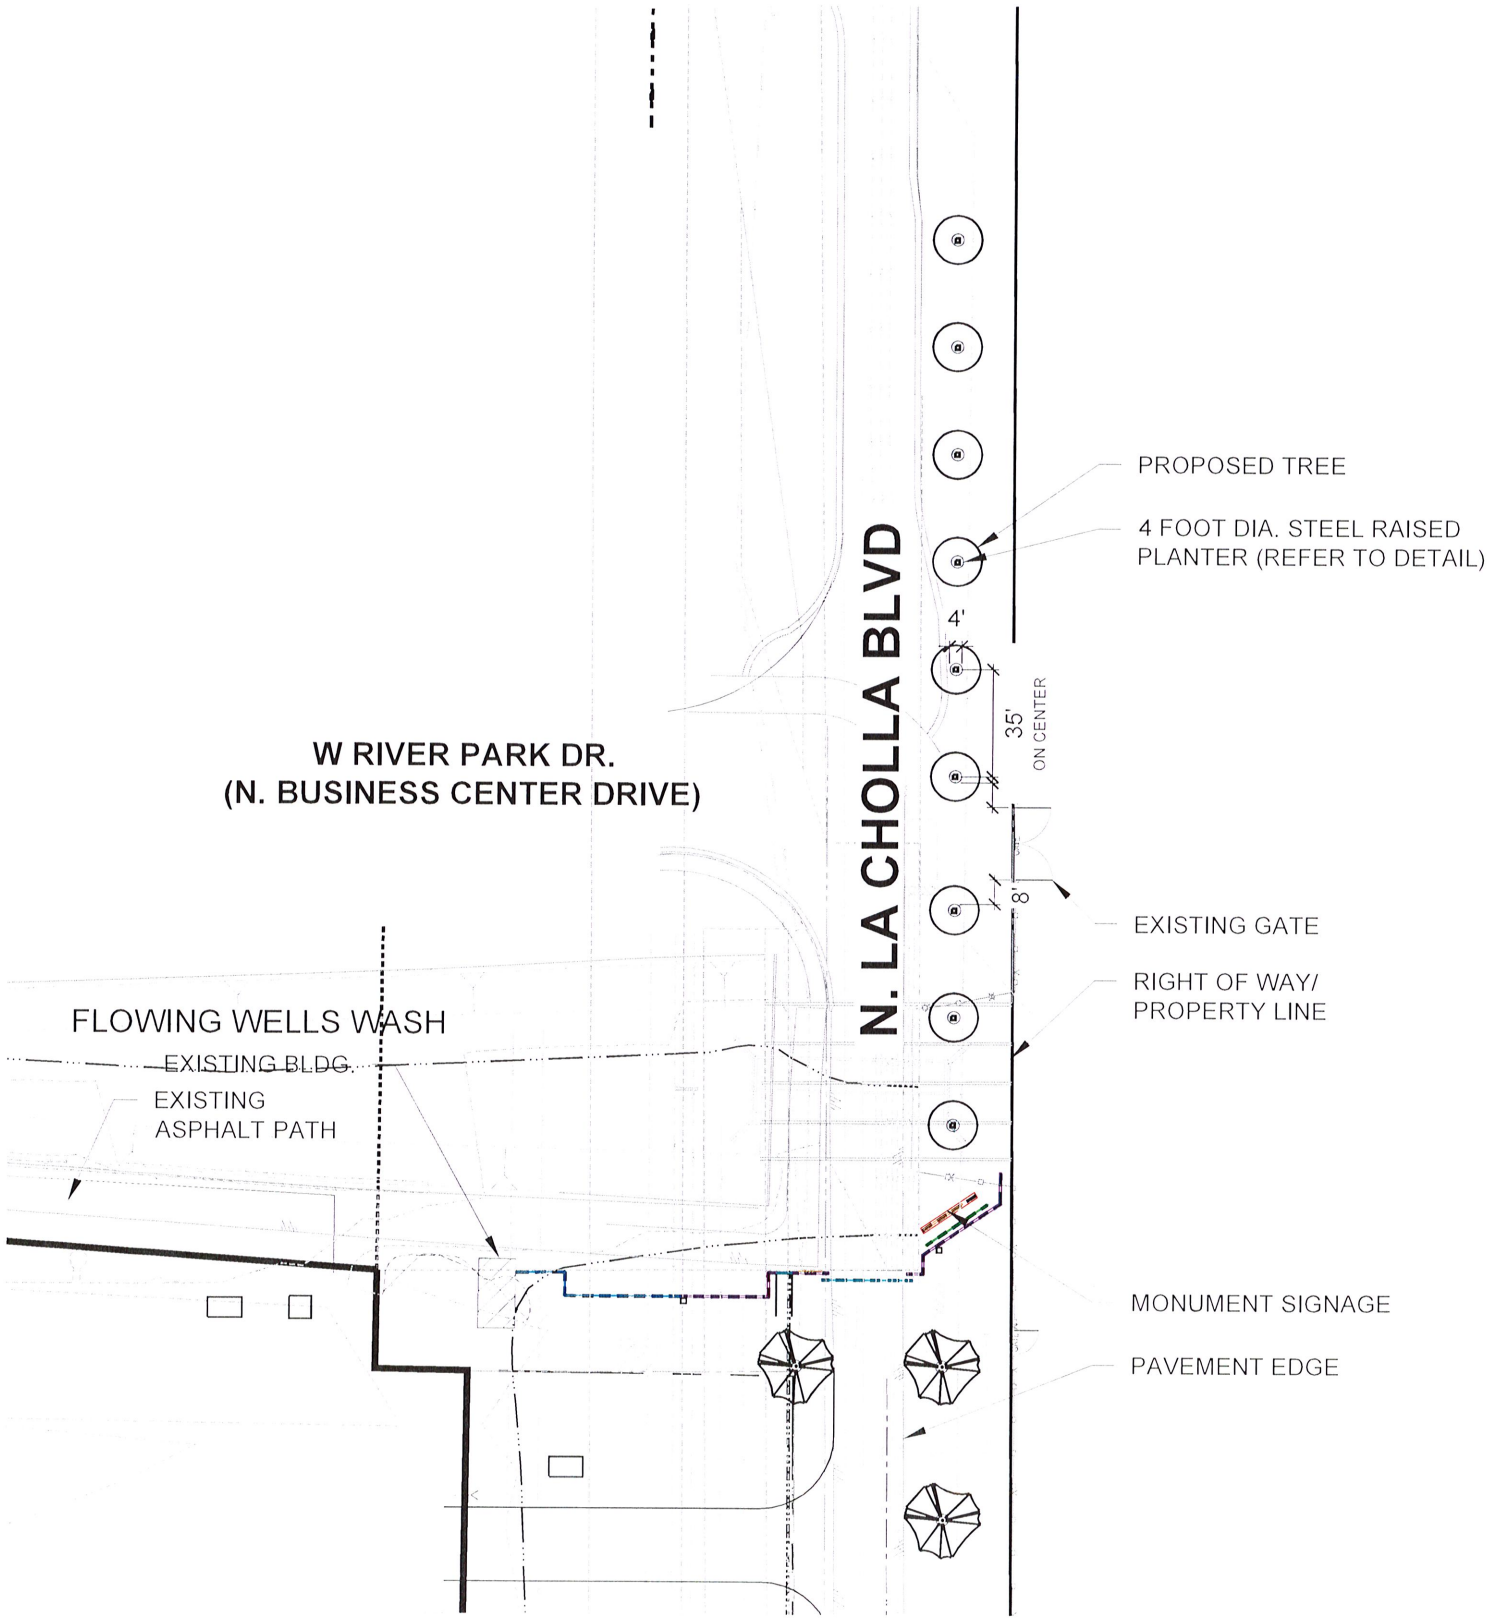 PROPOSED TREE
4 FOOT DIA. STEEL RAISED
PLANTER (REFER TO DETAIL)
4'
35'
ON CENTER
N. LA CHOLLA BLVD
W RIVER PARK DR.
(N. BUSINESS CENTER DRIVE)
8'
EXISTING GATE
RIGHT OF WAY/
PROPERTY LINE
FLOWING WELLS WASH
EXISTING BLDG.
EXISTING
ASPHALT PATH
MONUMENT SIGNAGE
PAVEMENT EDGE